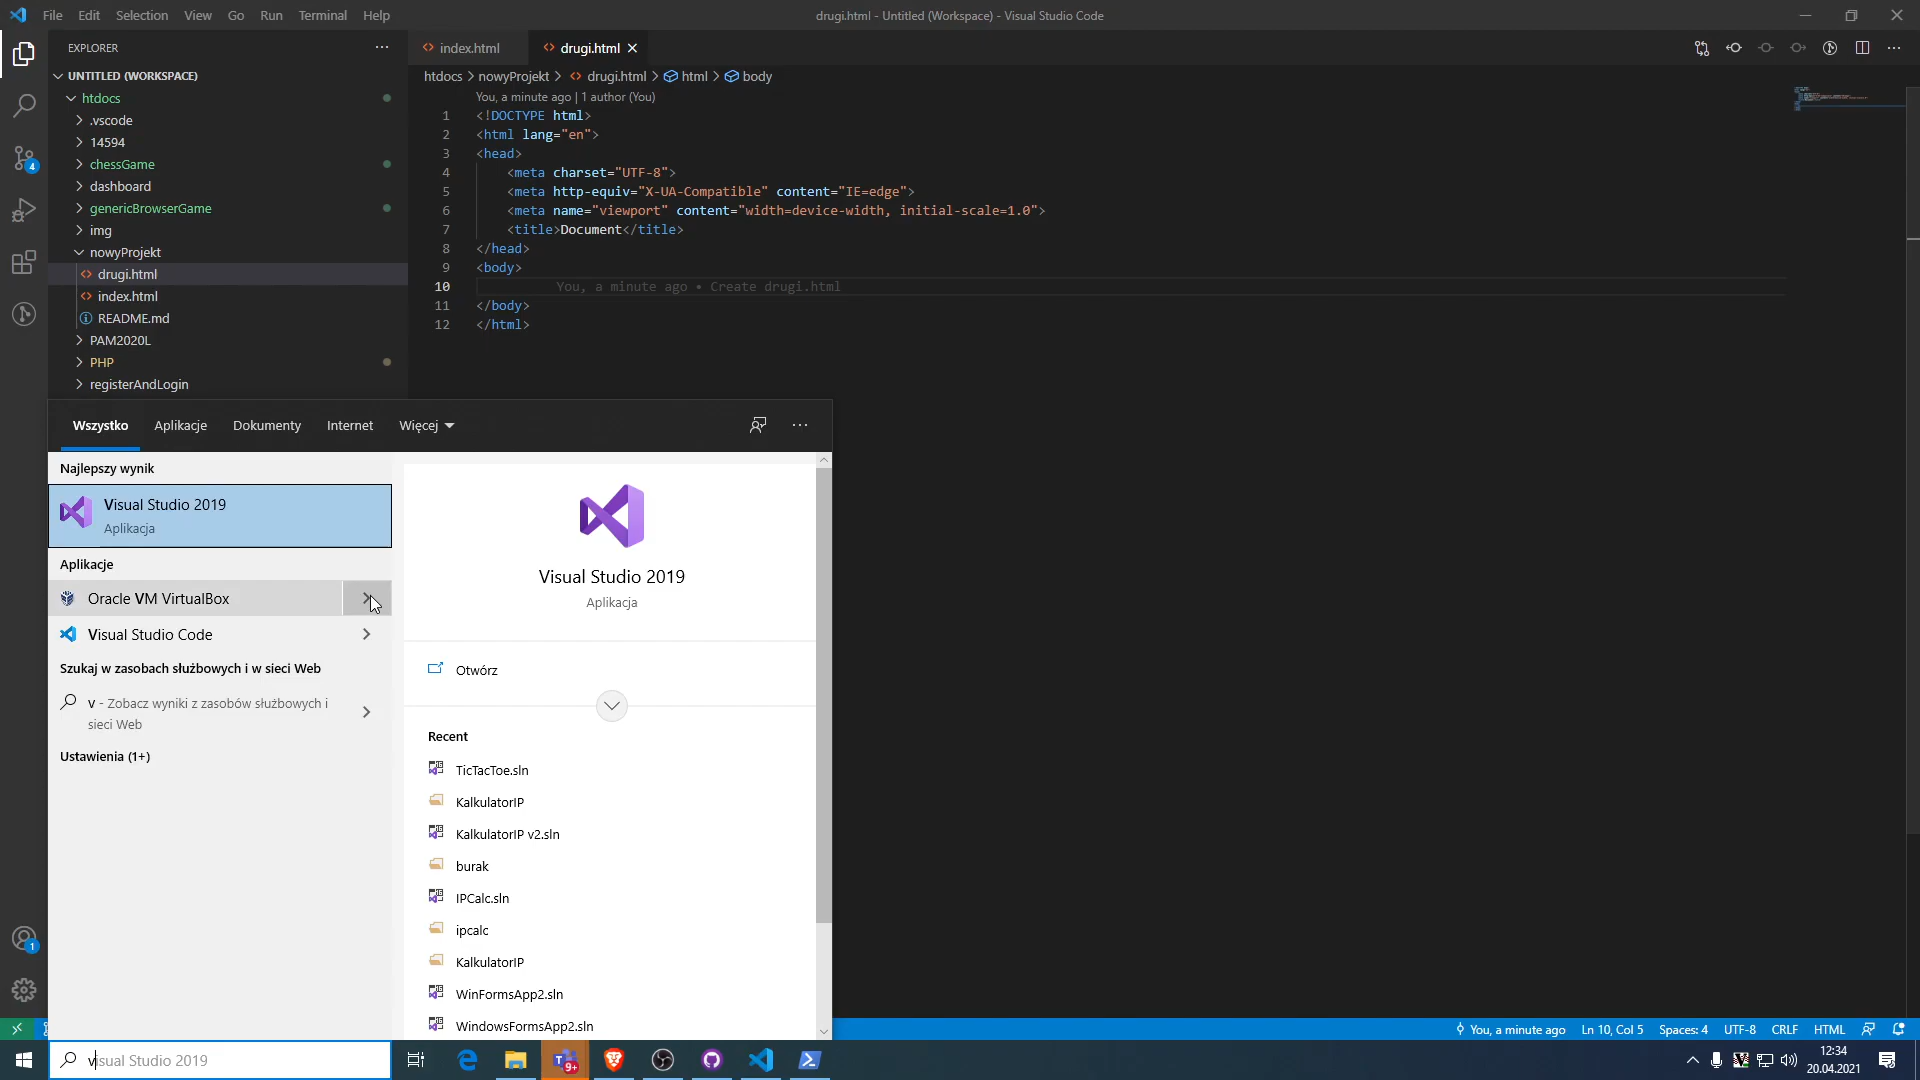 File Edit Selection View Go Run Terminal Help
drugi.html - Untitled (Workspace) - Visual Studio Code
EXPLORER
UNTITLED (WORKSPACE)
htdocs
.vscode
14594
chessGame
dashboard
genericBrowserGame
img
nowyProjekt
drugi.html
index.html
README.md
PAM2020L
PHP
registerAndLogin
4
1
index.html
drugi.html
htdocs > nowyProjekt > drugi.html > html > body
You, a minute ago | 1 author (You)
1 <!DOCTYPE html>
2 <html lang="en">
3 <head>
4 <meta charset="UTF-8">
5 <meta http-equiv="X-UA-Compatible" content="IE=edge">
6 <meta name="viewport" content="width=device-width, initial-scale=1.0">
7 <title>Document</title>
8 </head>
9 <body>
10 You, a minute ago • Create drugi.html
11 </body>
12 </html>
Wszystko Aplikacje Dokumenty Internet Więcej
Najlepszy wynik
Visual Studio 2019
Aplikacja
Aplikacje
Oracle VM VirtualBox
Visual Studio Code
Szukaj w zasobach służbowych i w sieci Web
v - Zobacz wyniki z zasobów służbowych i
sieci Web
Ustawienia (1+)
Visual Studio 2019
Aplikacja
Otwórz
Recent
TicTacToe.sln
KalkulatorIP
KalkulatorIP v2.sln
burak
IPCalc.sln
ipcalc
KalkulatorIP
WinFormsApp2.sln
WindowsFormsApp2.sln
You, a minute ago Ln 10, Col 5 Spaces: 4 UTF-8 CRLF HTML
visual Studio 2019
9+
12:34
20.04.2021